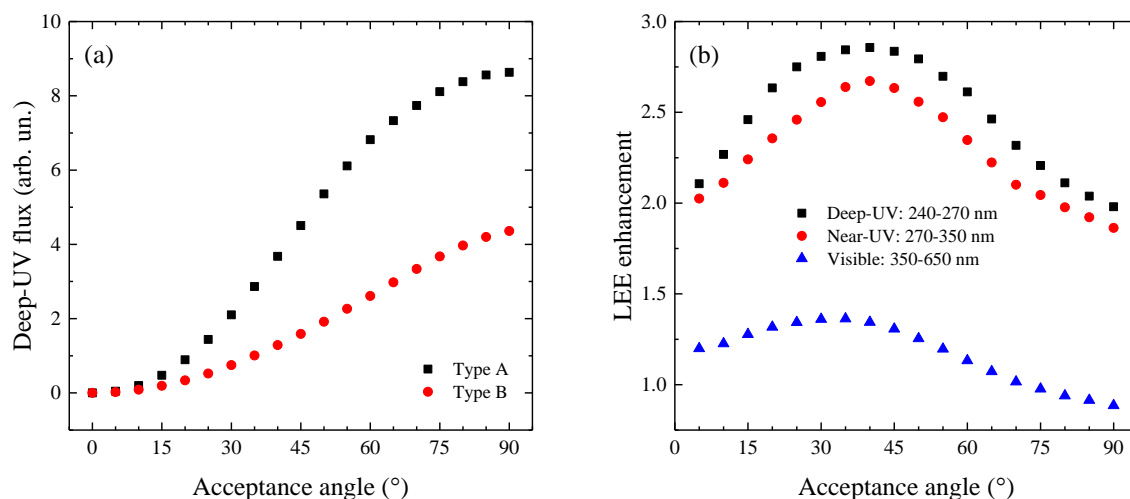 (a)
Deep-UV flux (arb. un.)
10
8
6
4
2
0
Type A
Type B
0 15 30 45 60 75 90
Acceptance angle (°)
(b)
LEE enhancement
3.0
2.5
2.0
1.5
1.0
Deep-UV: 240-270 nm
Near-UV: 270-350 nm
Visible: 350-650 nm
0 15 30 45 60 75 90
Acceptance angle (°)